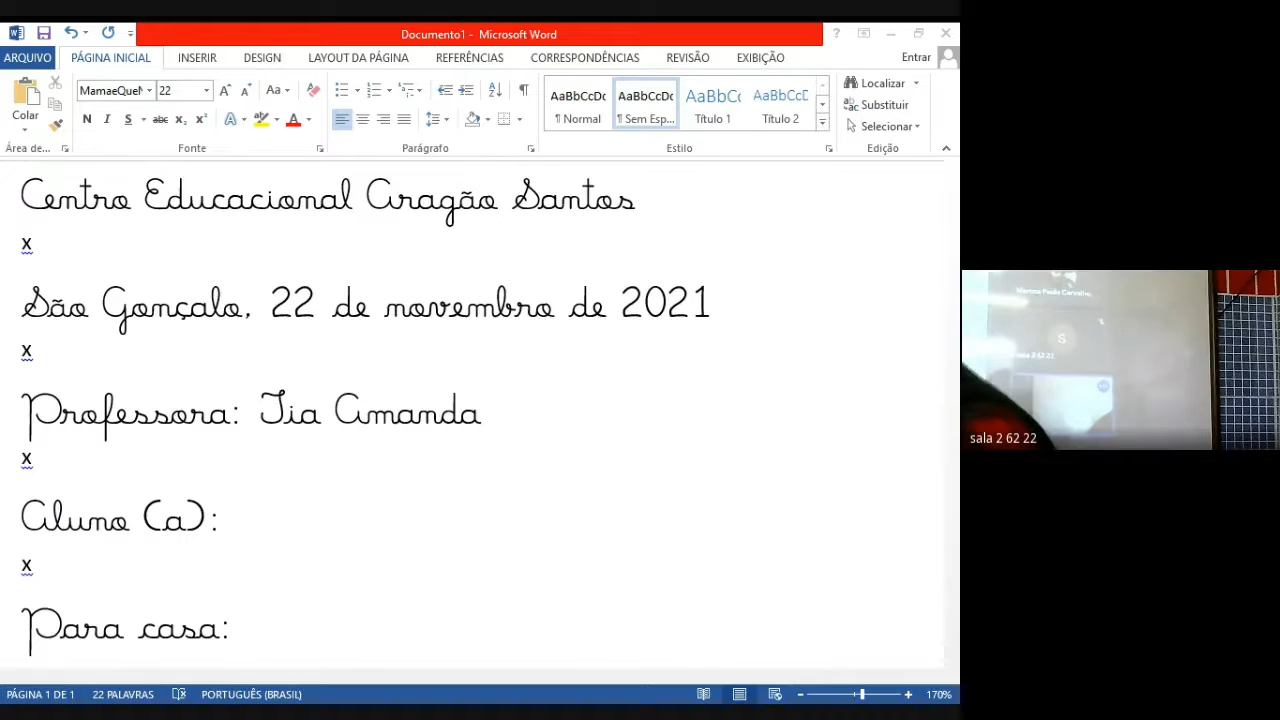 Documento1 - Microsoft Word
ARQUIVO PÁGINA INICIAL INSERIR DESIGN LAYOUT DA PÁGINA REFERÊNCIAS CORRESPONDÊNCIAS REVISÃO EXIBIÇÃO Entrar
MamaeQueN 22 Aa
Colar
N I S abc x₂ x² A A
AaBbCcDc AaBbCcDc AaBbCc AaBbCcD
¶ Normal ¶ Sem Esp... Título 1 Título 2
Localizar
Substituir
Selecionar
Área de... Fonte Parágrafo Estilo Edição
Centro Educacional Aragão Santos
x
São Gonçalo, 22 de novembro de 2021
x
Professora: Tia Amanda
x
Aluno (a):
x
Para casa:
PÁGINA 1 DE 1 22 PALAVRAS PORTUGUÊS (BRASIL) 170%
S
sala 2 62 22